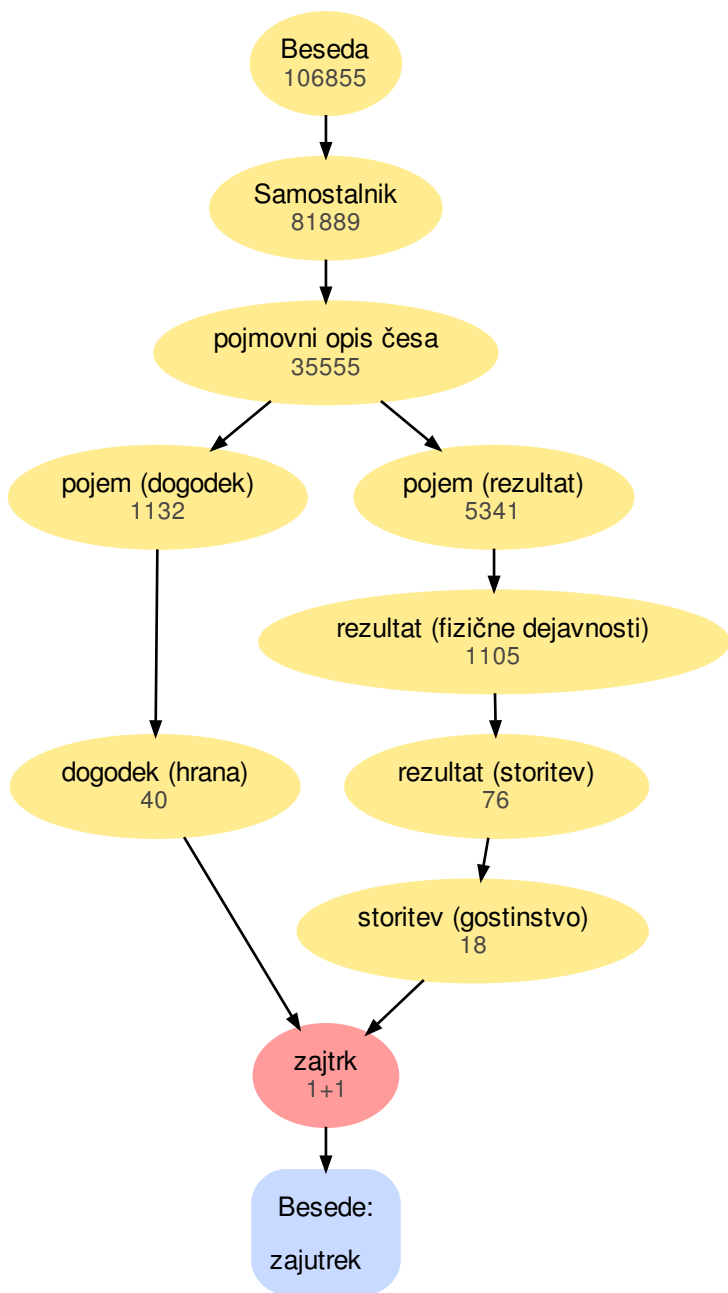 Beseda
106855
Samostalnik
81889
pojmovni opis česa
35555
pojem (dogodek)
1132
pojem (rezultat)
5341
rezultat (fizične dejavnosti)
1105
dogodek (hrana)
40
rezultat (storitev)
76
storitev (gostinstvo)
18
zajtrk
1+1
Besede:
zajutrek